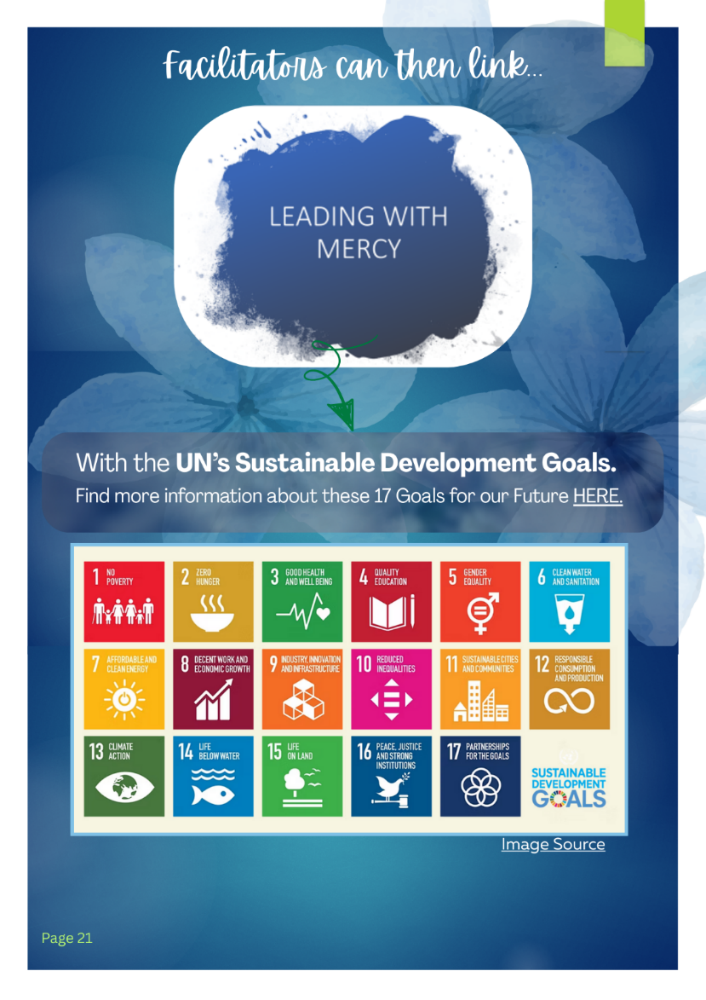 Facilitators can then link...
LEADING WITH
MERCY
With the UN's Sustainable Development Goals.
Find more information about these 17 Goals for our Future HERE.
1 NO
POVERTY
2 ZERO
HUNGER
3 GOOD HEALTH
AND WELL BEING
4 QUALITY
EDUCATION
5 GENDER
EQUALITY
6 CLEAN WATER
AND SANITATION
7 AFFORDABLE AND
CLEAN ENERGY
8 DECENT WORK AND
ECONOMIC GROWTH
9 INDUSTRY, INNOVATION
AND INFRASTRUCTURE
10 REDUCED
INEQUALITIES
11 SUSTAINABLE CITIES
AND COMMUNITIES
12 RESPONSIBLE
CONSUMPTION
AND PRODUCTION
13 CLIMATE
ACTION
14 LIFE
BELOW WATER
15 LIFE
ON LAND
16 PEACE, JUSTICE
AND STRONG
INSTITUTIONS
17 PARTNERSHIPS
FOR THE GOALS
SUSTAINABLE
DEVELOPMENT
GOALS
Image Source
Page 21